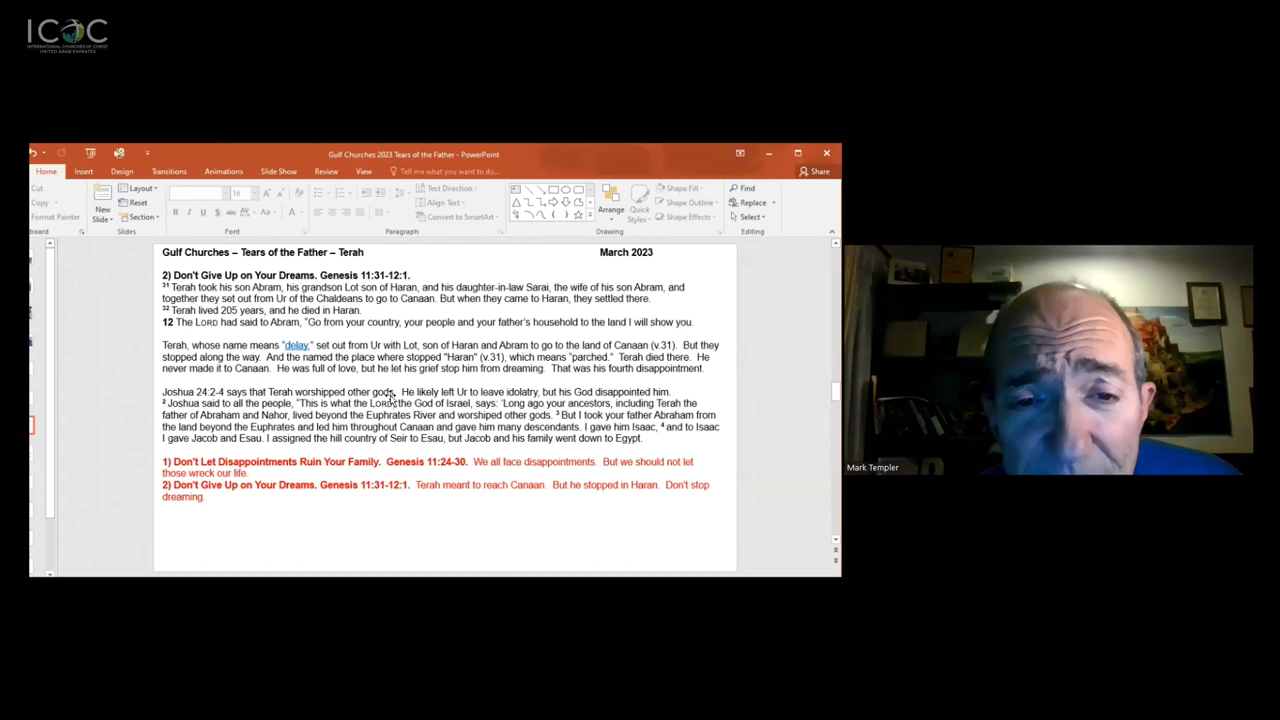 ICOC
INTERNATIONAL CHURCHES OF CHRIST
UNITED ARAB EMIRATES
Gulf Churches 2023 Tears of the Father - PowerPoint
Home Insert Design Transitions Animations Slide Show Review View Tell me what you want to do... Share
Cut
Copy
Format Painter
New
Slide
Layout
Reset
Section
16
B I U S abc AV Aa A
Text Direction
Align Text
Convert to SmartArt
Arrange
Quick
Styles
Shape Fill
Shape Outline
Shape Effects
Find
Replace
Select
board Slides Font Paragraph Drawing Editing
Gulf Churches – Tears of the Father – Terah March 2023
2) Don't Give Up on Your Dreams. Genesis 11:31-12:1.
31 Terah took his son Abram, his grandson Lot son of Haran, and his daughter-in-law Sarai, the wife of his son Abram, and
together they set out from Ur of the Chaldeans to go to Canaan. But when they came to Haran, they settled there.
32 Terah lived 205 years, and he died in Haran.
12 The LORD had said to Abram, “Go from your country, your people and your father’s household to the land I will show you.
Terah, whose name means "delay," set out from Ur with Lot, son of Haran and Abram to go to the land of Canaan (v.31). But they
stopped along the way. And the named the place where stopped "Haran" (v.31), which means "parched." Terah died there. He
never made it to Canaan. He was full of love, but he let his grief stop him from dreaming. That was his fourth disappointment.
Joshua 24:2-4 says that Terah worshipped other gods. He likely left Ur to leave idolatry, but his God disappointed him.
2 Joshua said to all the people, “This is what the LORD, the God of Israel, says: ‘Long ago your ancestors, including Terah the
father of Abraham and Nahor, lived beyond the Euphrates River and worshiped other gods. 3 But I took your father Abraham from
the land beyond the Euphrates and led him throughout Canaan and gave him many descendants. I gave him Isaac, 4 and to Isaac
I gave Jacob and Esau. I assigned the hill country of Seir to Esau, but Jacob and his family went down to Egypt.
1) Don't Let Disappointments Ruin Your Family. Genesis 11:24-30. We all face disappointments. But we should not let
those wreck our life.
2) Don't Give Up on Your Dreams. Genesis 11:31-12:1. Terah meant to reach Canaan. But he stopped in Haran. Don't stop
dreaming.
Mark Templer